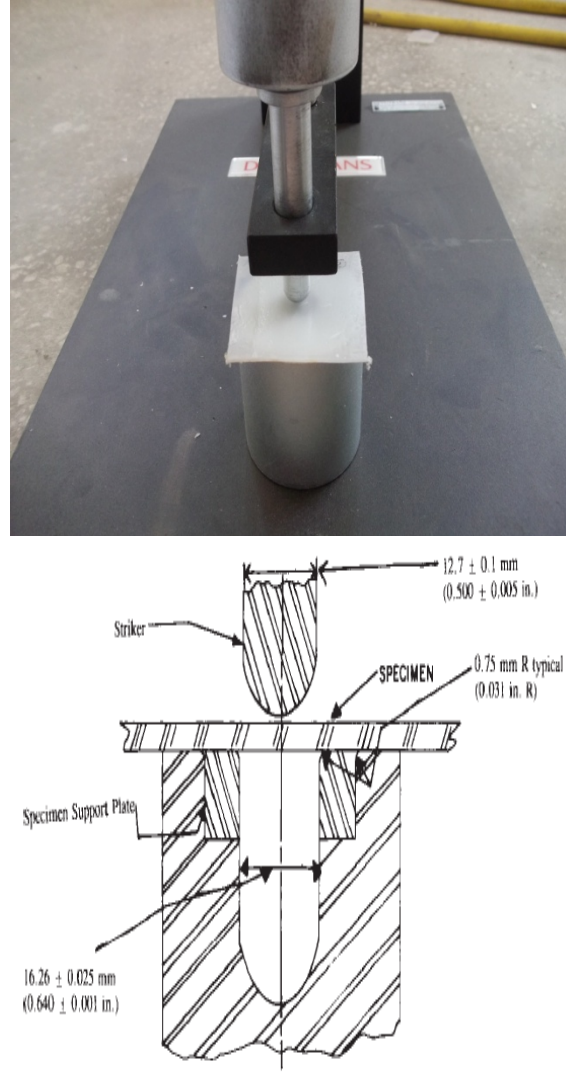 12.7 ± 0.1 mm
(0.500 ± 0.005 in.)
Striker
SPECIMEN
0.75 mm R typical
(0.031 in. R)
Specimen Support Plate
16.26 ± 0.025 mm
(0.640 ± 0.001 in.)